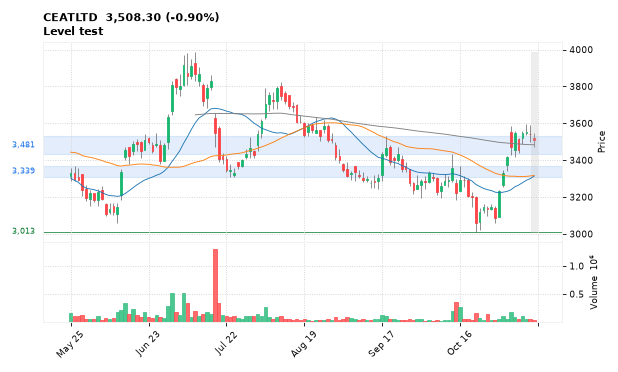 CEATLTD 3,508.30 (-0.90%)
Level test
4000
3800
3600
3,481
3400
3,339
3200
3,013
3000
Price
1.0
0.5
Volume 10⁶
May 25
Jun 23
Jul 22
Aug 19
Sep 17
Oct 16